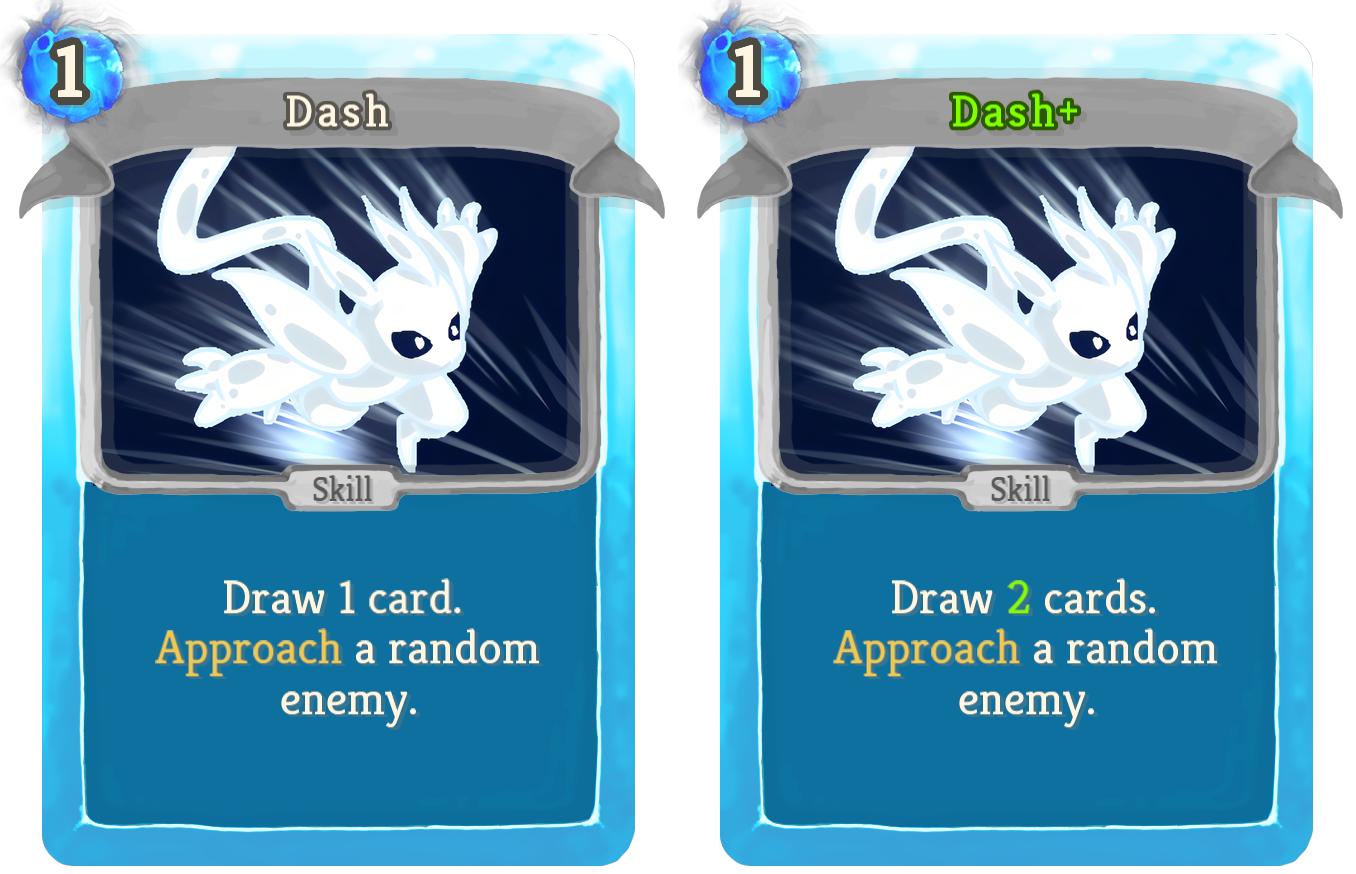 1
Dash
Skill
Draw 1 card.
Approach a random
enemy.
1
Dash+
Skill
Draw 2 cards.
Approach a random
enemy.